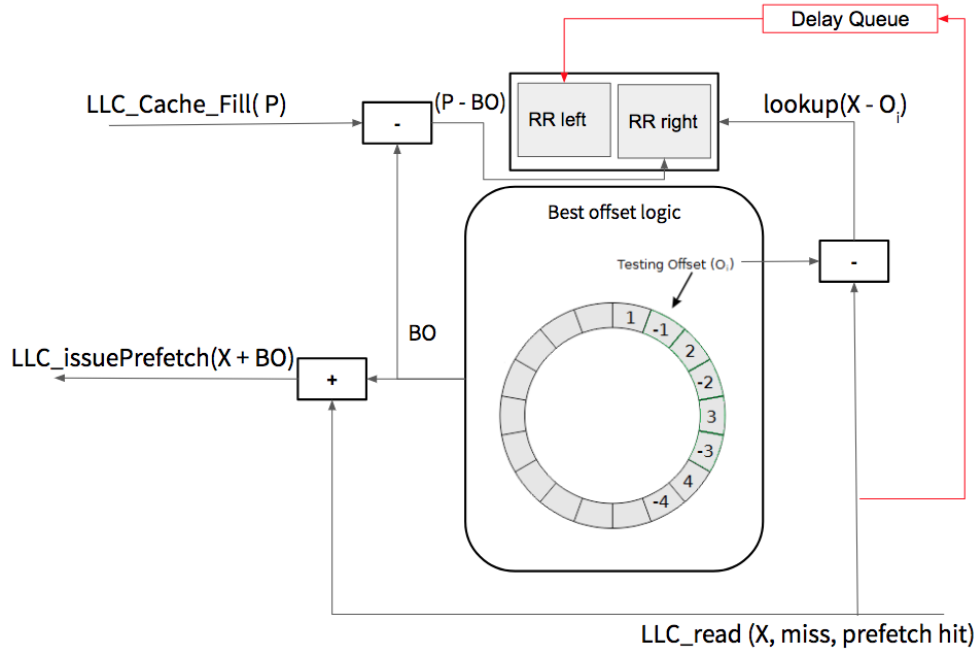 Delay Queue
LLC_Cache_Fill( P)
-
(P - BO)
RR left
RR right
lookup(X - Oi)
Best offset logic
Testing Offset (Oi)
-
1
-1
2
-2
3
-3
4
-4
BO
LLC_issuePrefetch(X + BO)
+
LLC_read (X, miss, prefetch hit)